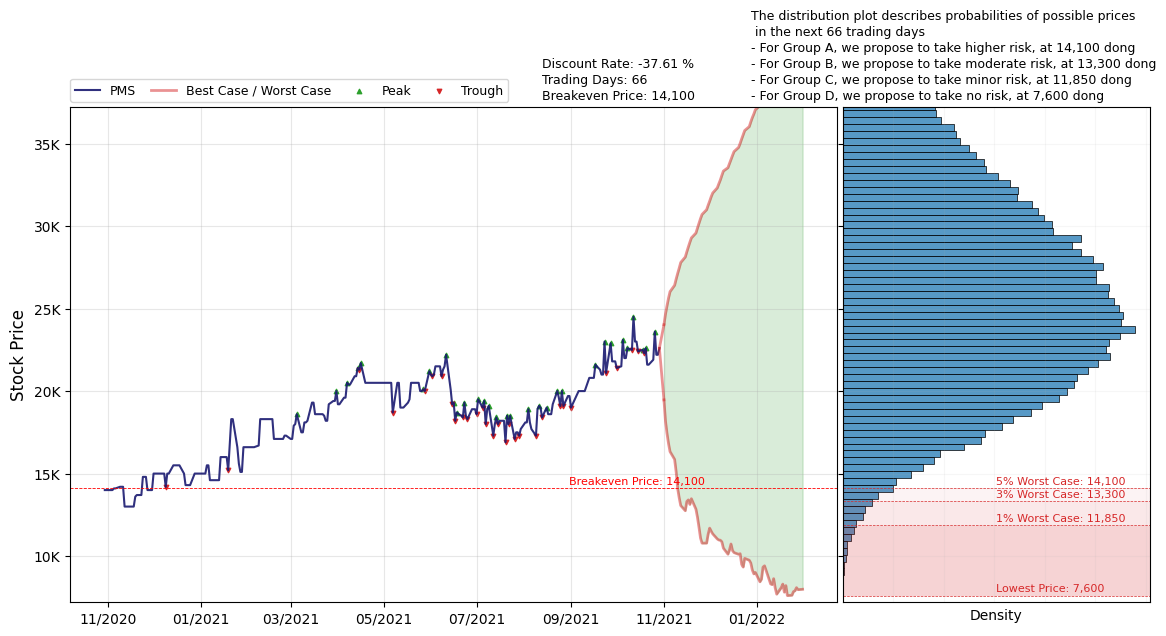 The distribution plot describes probabilities of possible prices
in the next 66 trading days
- For Group A, we propose to take higher risk, at 14,100 dong
- For Group B, we propose to take moderate risk, at 13,300 dong
- For Group C, we propose to take minor risk, at 11,850 dong
- For Group D, we propose to take no risk, at 7,600 dong
Discount Rate: -37.61 %
Trading Days: 66
Breakeven Price: 14,100
PMS Best Case / Worst Case Peak Trough
Stock Price
35K
30K
25K
20K
15K
10K
Breakeven Price: 14,100
5% Worst Case: 14,100
3% Worst Case: 13,300
1% Worst Case: 11,850
Lowest Price: 7,600
11/2020 01/2021 03/2021 05/2021 07/2021 09/2021 11/2021 01/2022
Density